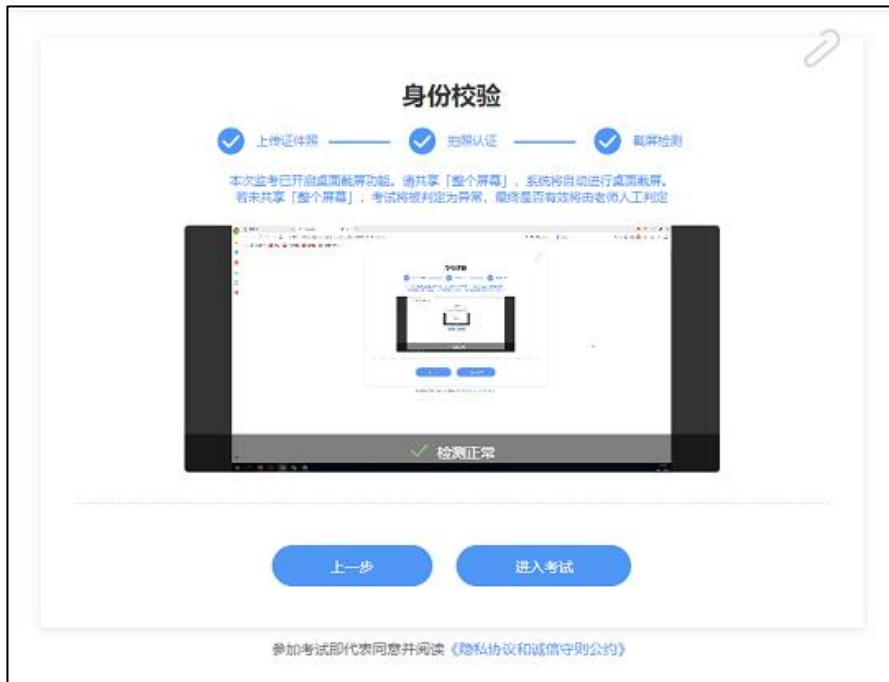 身份校验
上传证件照 拍照认证 截屏检测
本次监考已开启桌面截屏功能。请共享「整个屏幕」，系统将自动进行桌面截屏。
若未共享「整个屏幕」，考试将被判定为异常，最终是否有效将由老师人工判定
身份校验
检测正常
上一步 进入考试
参加考试即代表同意并阅读《隐私协议和诚信守则公约》